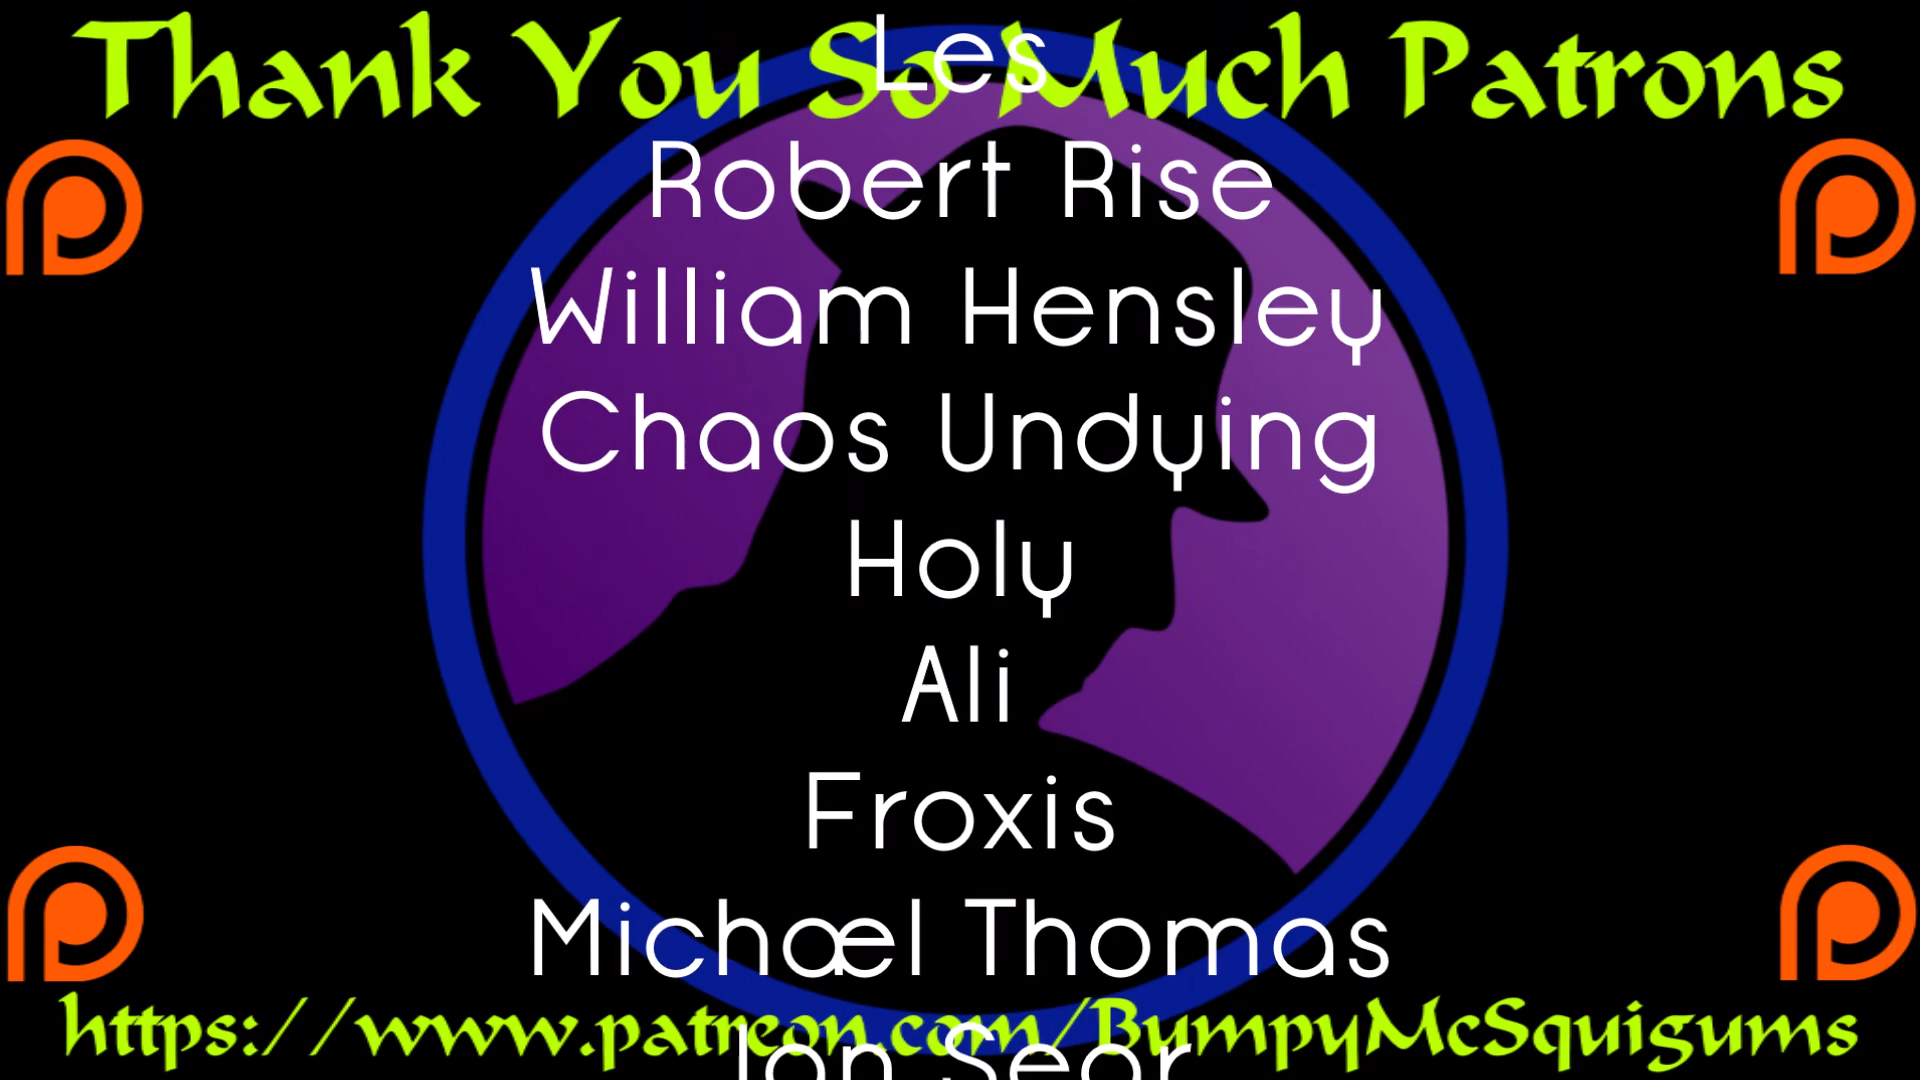 Thank You So Much Patrons
Les
Robert Rise
William Hensley
Chaos Undying
Holy
Ali
Froxis
Michael Thomas
https://www.patreon.com/BumpyMcSquigums